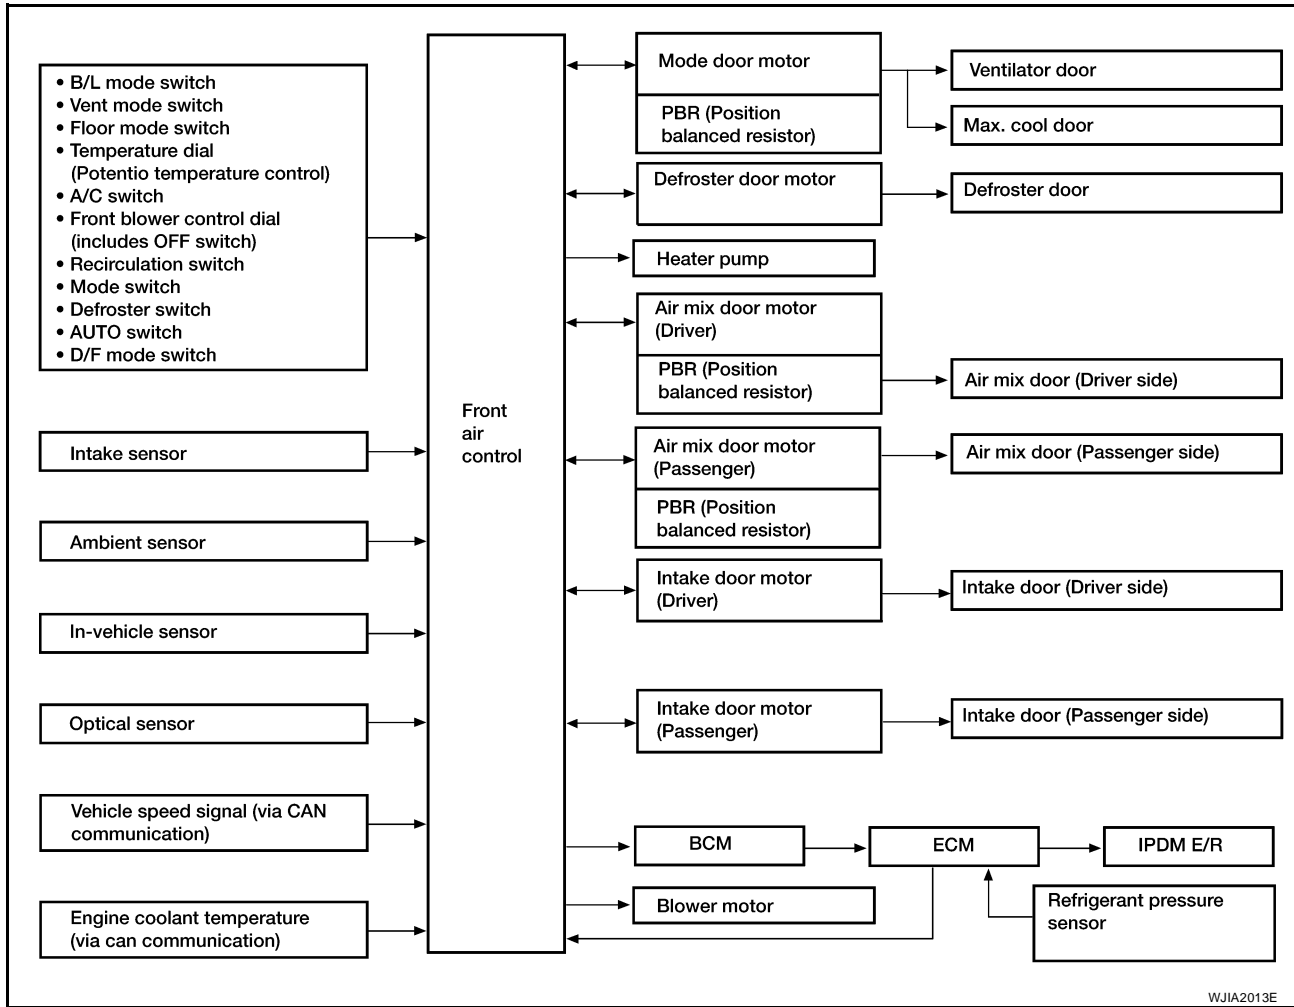 • B/L mode switch
• Vent mode switch
• Floor mode switch
• Temperature dial
(Potentio temperature control)
• A/C switch
• Front blower control dial
(includes OFF switch)
• Recirculation switch
• Mode switch
• Defroster switch
• AUTO switch
• D/F mode switch
Intake sensor
Ambient sensor
In-vehicle sensor
Optical sensor
Vehicle speed signal (via CAN
communication)
Engine coolant temperature
(via can communication)
Front
air
control
Mode door motor
PBR (Position
balanced resistor)
Defroster door motor
Heater pump
Air mix door motor
(Driver)
PBR (Position
balanced resistor)
Air mix door motor
(Passenger)
PBR (Position
balanced resistor)
Intake door motor
(Driver)
Intake door motor
(Passenger)
BCM
Blower motor
Ventilator door
Max. cool door
Defroster door
Air mix door (Driver side)
Air mix door (Passenger side)
Intake door (Driver side)
Intake door (Passenger side)
ECM
IPDM E/R
Refrigerant pressure
sensor
WJIA2013E